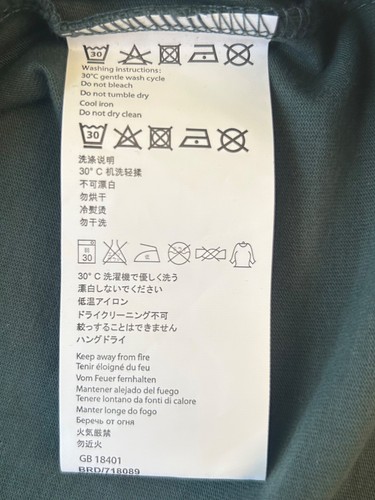 30
Washing instructions:
30°C gentle wash cycle
Do not bleach
Do not tumble dry
Cool iron
Do not dry clean
30
洗涤说明
30° C 机洗轻揉
不可漂白
勿烘干
冷熨烫
勿干洗
30
30° C 洗濯機で優しく洗う
漂白しないでください
低温アイロン
ドライクリーニング不可
絞ってすることはできません
ハングドライ
Keep away from fire
Tenir éloigné du feu
Vom Feuer fernhalten
Mantener alejado del fuego
Tenere lontano da fonti di calore
Manter longe do fogo
Беречь от огня
火気厳禁
勿近火
GB 18401
BRD/718089